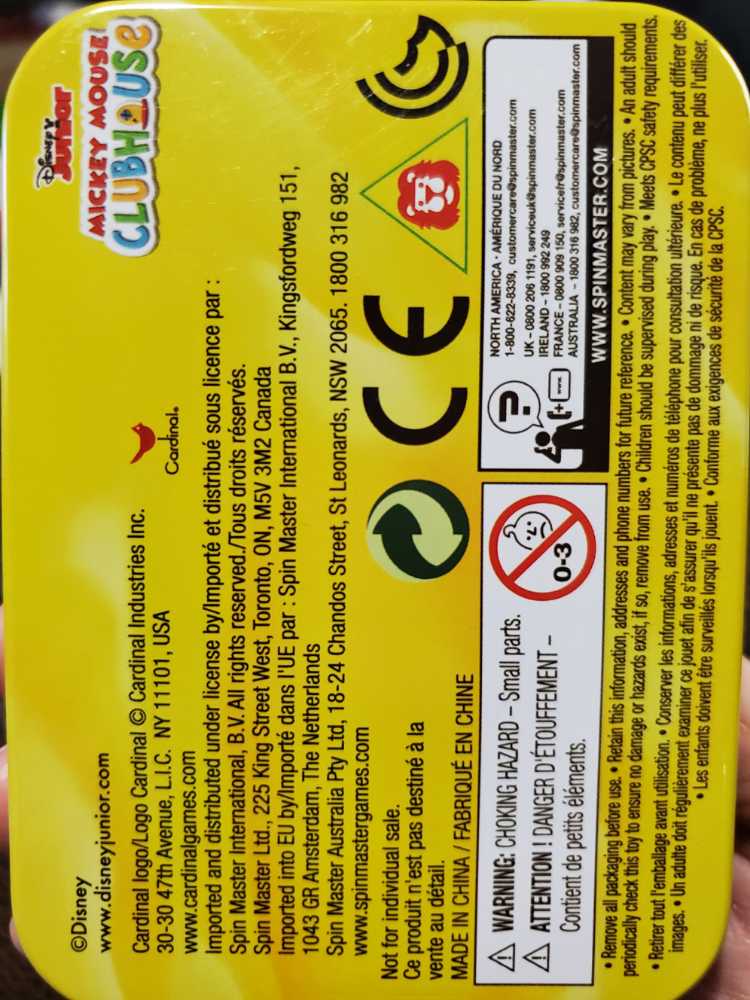 ©Disney
www.disneyjunior.com
DISNEY
JUNIOR
MICKEY MOUSE
CLUBHOUSE
Cardinal logo/Logo Cardinal © Cardinal Industries Inc.
30-30 47th Avenue, L.I.C. NY 11101, USA
www.cardinalgames.com
Cardinal®
Imported and distributed under license by/Importé et distribué sous licence par :
Spin Master International, B.V. All rights reserved./Tous droits réservés.
Spin Master Ltd., 225 King Street West, Toronto, ON, M5V 3M2 Canada
Imported into EU by/Importé dans l'UE par : Spin Master International B.V., Kingsfordweg 151,
1043 GR Amsterdam, The Netherlands
Spin Master Australia Pty Ltd, 18-24 Chandos Street, St Leonards, NSW 2065. 1800 316 982
www.spinmastergames.com
Not for individual sale.
Ce produit n'est pas destiné à la
vente au détail.
MADE IN CHINA / FABRIQUÉ EN CHINE
CE
⚠ WARNING: CHOKING HAZARD – Small parts.
⚠ ATTENTION ! DANGER D'ÉTOUFFEMENT –
Contient de petits éléments.
0-3
?
+
www.
NORTH AMERICA - AMÉRIQUE DU NORD
1-800-622-8339, customercare@spinmaster.com
UK - 0800 206 1191, serviceuk@spinmaster.com
IRELAND - 1800 992 249
FRANCE - 0800 909 150, servicefr@spinmaster.com
AUSTRALIA - 1800 316 982, customercare@spinmaster.com
WWW.SPINMASTER.COM
• Remove all packaging before use. • Retain this information, addresses and phone numbers for future reference. • Content may vary from pictures. • An adult should
periodically check this toy to ensure no damage or hazards exist, if so, remove from use. • Children should be supervised during play. • Meets CPSC safety requirements.
• Retirer tout l'emballage avant utilisation. • Conserver les informations, adresses et numéros de téléphone pour consultation ultérieure. • Le contenu peut différer des
images. • Un adulte doit régulièrement examiner ce jouet afin de s'assurer qu'il ne présente pas de dommage ni de risque. En cas de problème, ne plus l'utiliser.
• Les enfants doivent être surveillés lorsqu'ils jouent. • Conforme aux exigences de sécurité de la CPSC.